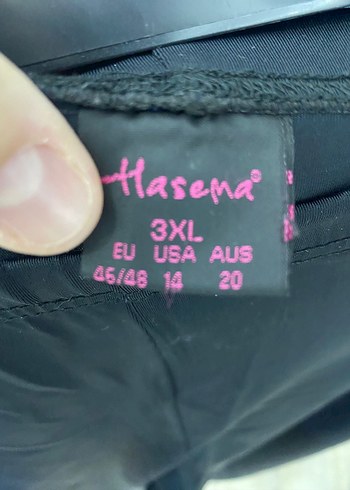 Hasema®
3XL
EU USA AUS
46/48 14 20